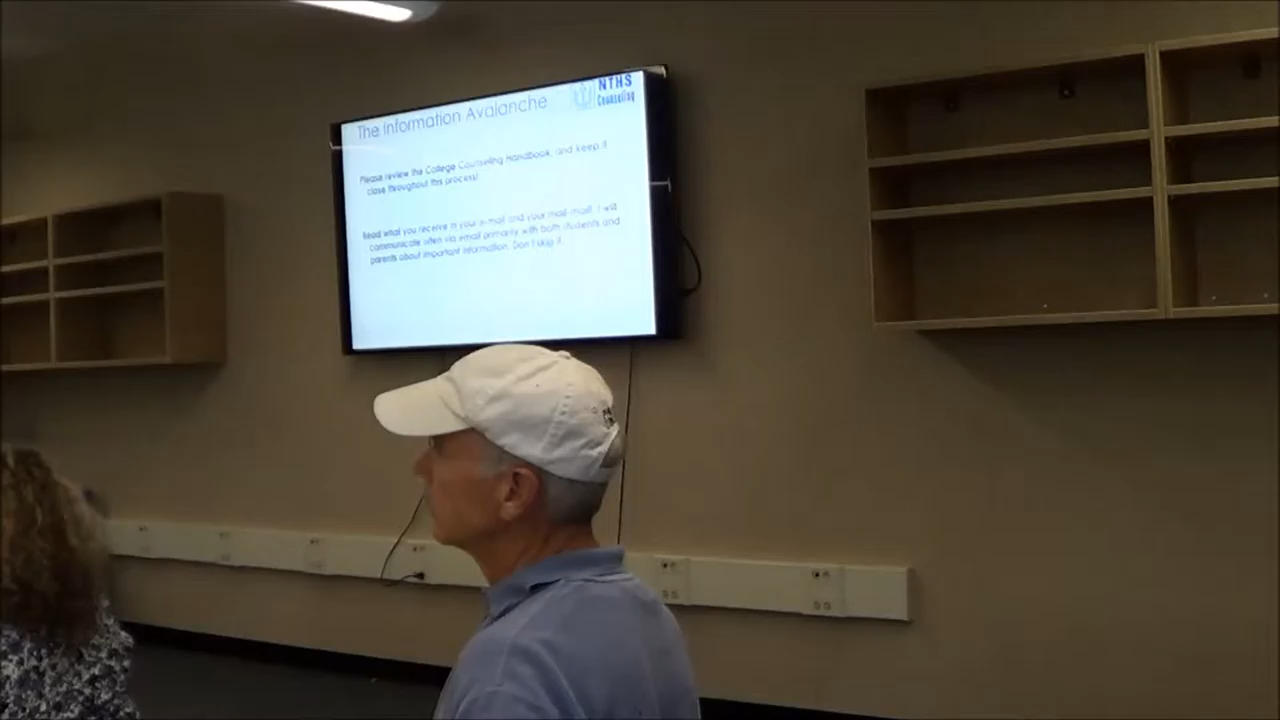 The Information Avalanche
NTHS
Counseling
Please review the College Counseling Handbook, and keep it
close throughout this process!
Read what you receive in your e-mail and your mail-mail! I will
communicate often via email primarily with both students and
parents about important information. Don't skip it.